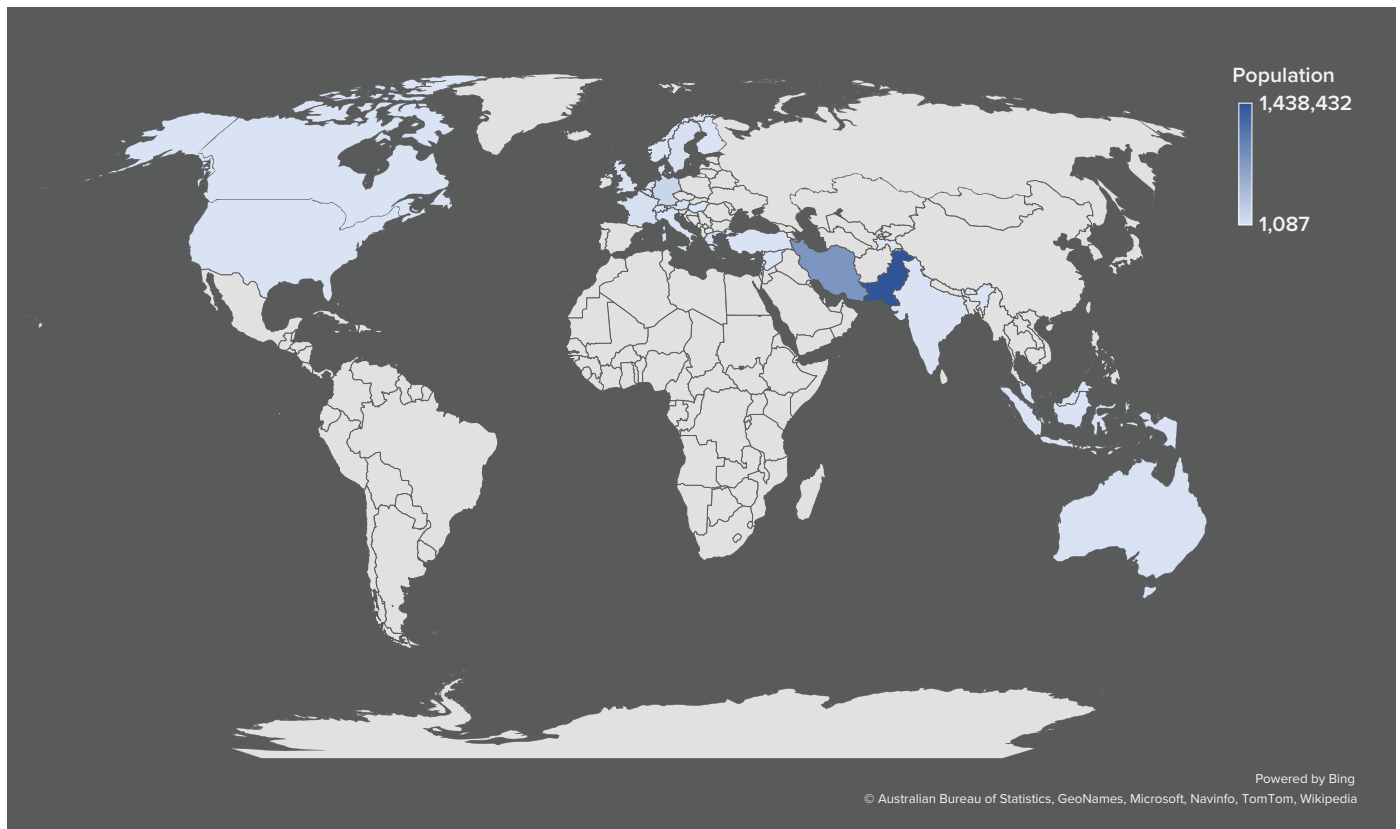 Population
1,438,432
1,087
Powered by Bing
© Australian Bureau of Statistics, GeoNames, Microsoft, Navinfo, TomTom, Wikipedia